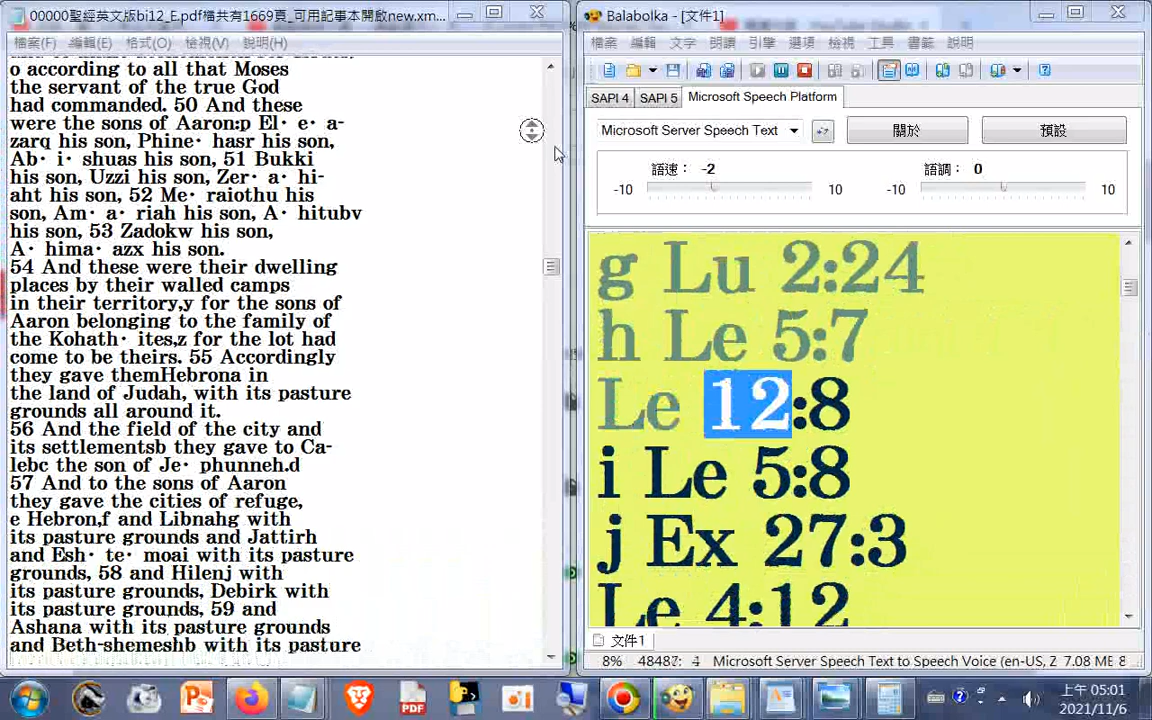 00000聖經英文版bi12_E.pdf檔共有1669頁_可用記事本開啟new.xm...
檔案(F) 編輯(E) 格式(O) 檢視(V) 說明(H)
o according to all that Moses
the servant of the true God
had commanded. 50 And these
were the sons of Aaron:p El· e· a-
zarq his son, Phine· hasr his son,
Ab· i· shuas his son, 51 Bukki
his son, Uzzi his son, Zer· a· hi-
aht his son, 52 Me· raiothu his
son, Am· a· riah his son, A· hitubv
his son, 53 Zadokw his son,
A· hima· azx his son.
54 And these were their dwelling
places by their walled camps
in their territory,y for the sons of
Aaron belonging to the family of
the Kohath· ites,z for the lot had
come to be theirs. 55 Accordingly
they gave themHebrona in
the land of Judah, with its pasture
grounds all around it.
56 And the field of the city and
its settlementsb they gave to Ca-
lebc the son of Je· phunneh.d
57 And to the sons of Aaron
they gave the cities of refuge,
e Hebron,f and Libnahg with
its pasture grounds and Jattirh
and Esh· te· moai with its pasture
grounds, 58 and Hilenj with
its pasture grounds, Debirk with
its pasture grounds, 59 and
Ashana with its pasture grounds
and Beth-shemeshb with its pasture
Balabolka - [文件1]
檔案 編輯 文字 朗讀 引擎 選項 檢視 工具 書籤 說明
SAPI 4 SAPI 5 Microsoft Speech Platform
Microsoft Server Speech Text 關於 預設
語速: -2 語調: 0
-10 10 -10 10
g Lu 2:24
h Le 5:7
Le 12:8
i Le 5:8
j Ex 27:3
Le 4:12
文件1
8% 48487: 4 Microsoft Server Speech Text to Speech Voice (en-US, Z 7.08 ME 8
PDF
上午 05:01
2021/11/6